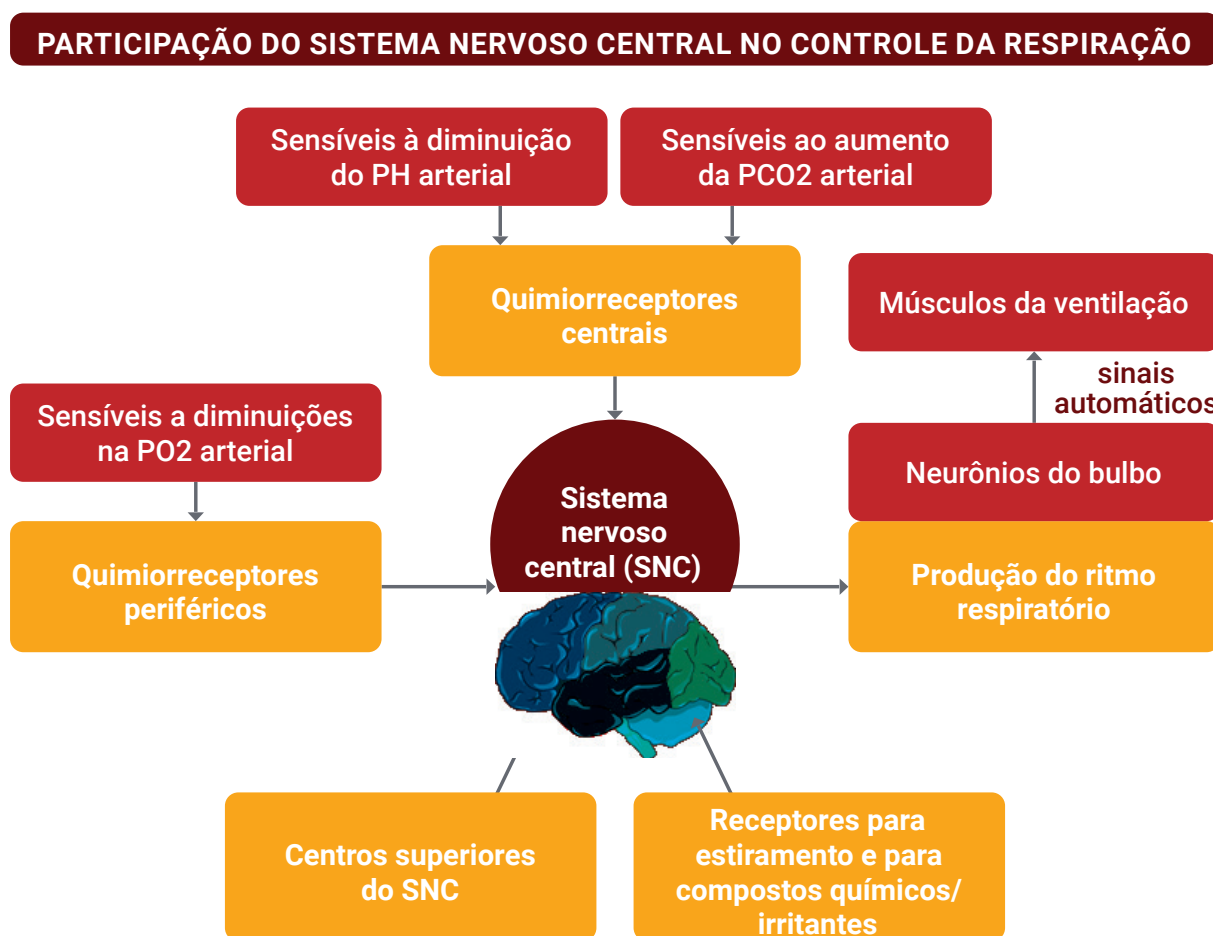 PARTICIPAÇÃO DO SISTEMA NERVOSO CENTRAL NO CONTROLE DA RESPIRAÇÃO
Sensíveis à diminuição
do PH arterial
Sensíveis ao aumento
da PCO2 arterial
Quimiorreceptores
centrais
Músculos da ventilação
sinais
automáticos
Sensíveis a diminuições
na PO2 arterial
Neurônios do bulbo
Sistema
nervoso
central (SNC)
Quimiorreceptores
periféricos
Produção do ritmo
respiratório
Centros superiores
do SNC
Receptores para
estiramento e para
compostos químicos/
irritantes